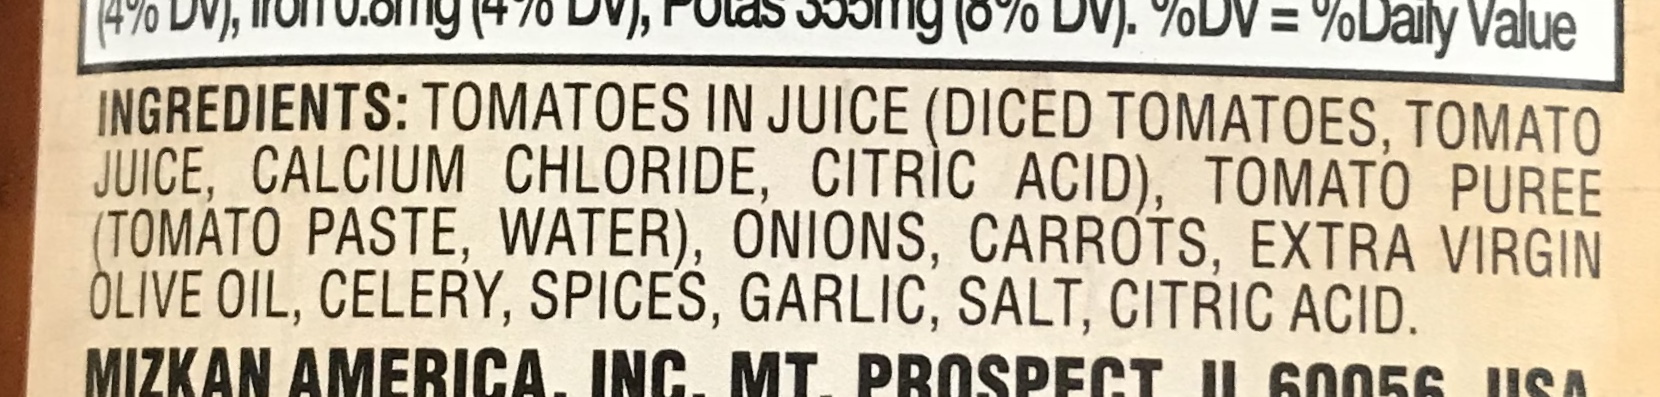 (4% DV), Iron 0.8mg (4% DV), Potas 355mg (8% DV). %DV = %Daily Value
INGREDIENTS: TOMATOES IN JUICE (DICED TOMATOES, TOMATO
JUICE, CALCIUM CHLORIDE, CITRIC ACID), TOMATO PUREE
(TOMATO PASTE, WATER), ONIONS, CARROTS, EXTRA VIRGIN
OLIVE OIL, CELERY, SPICES, GARLIC, SALT, CITRIC ACID.
MIZKAN AMERICA, INC. MT. PROSPECT, IL 60056 USA